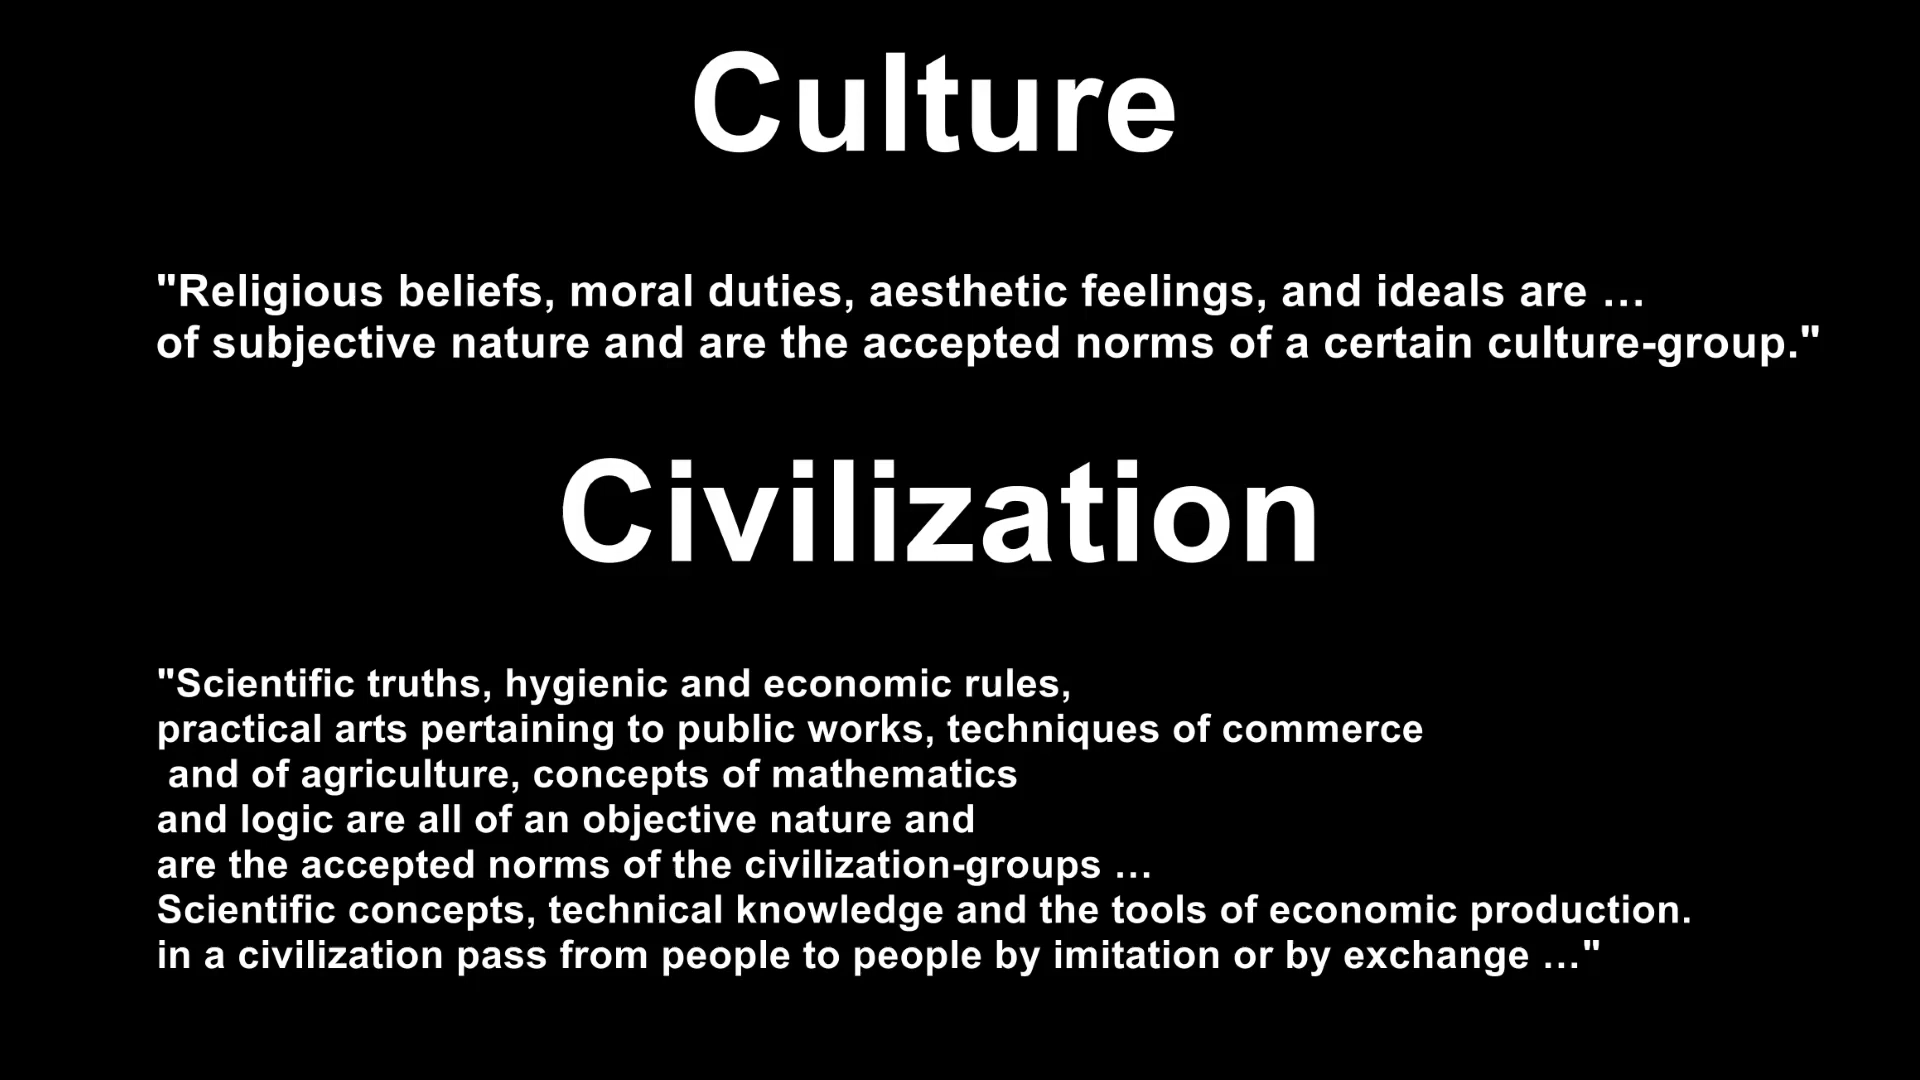 Culture
"Religious beliefs, moral duties, aesthetic feelings, and ideals are ...
of subjective nature and are the accepted norms of a certain culture-group."
Civilization
"Scientific truths, hygienic and economic rules,
practical arts pertaining to public works, techniques of commerce
and of agriculture, concepts of mathematics
and logic are all of an objective nature and
are the accepted norms of the civilization-groups ...
Scientific concepts, technical knowledge and the tools of economic production.
in a civilization pass from people to people by imitation or by exchange ..."